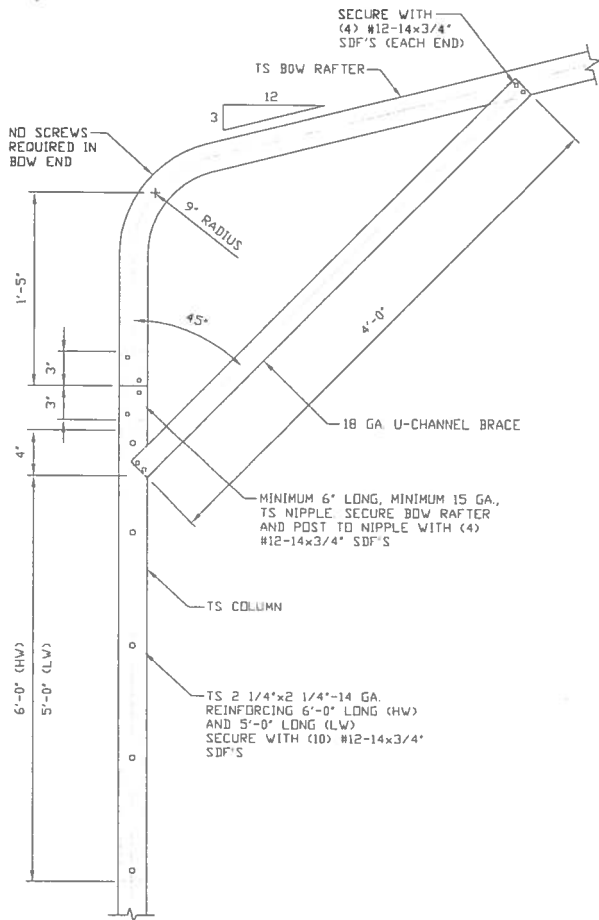 SECURE WITH
(4) #12-14x3/4"
SDF'S (EACH END)
TS BOW RAFTER
12
3
NO SCREWS
REQUIRED IN
BOW END
9" RADIUS
1'-5"
45°
4'-0"
3"
3"
4"
18 GA. U-CHANNEL BRACE
MINIMUM 6" LONG, MINIMUM 15 GA.,
TS NIPPLE. SECURE BOW RAFTER
AND POST TO NIPPLE WITH (4)
#12-14x3/4" SDF'S
TS COLUMN
6'-0" (HW)
5'-0" (LW)
TS 2 1/4"x2 1/4"-14 GA.
REINFORCING 6'-0" LONG (HW)
AND 5'-0" LONG (LW)
SECURE WITH (10) #12-14x3/4"
SDF'S